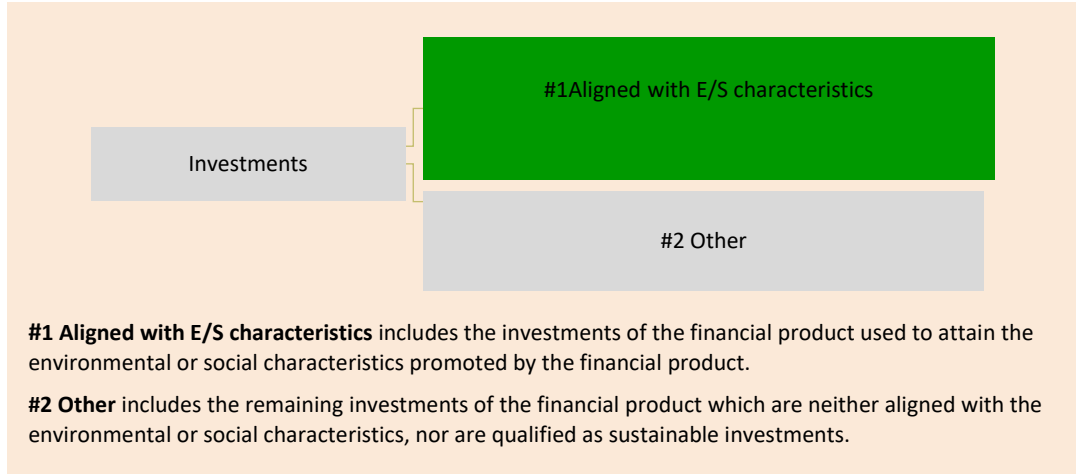 #1Aligned with E/S characteristics
Investments
#2 Other
#1 Aligned with E/S characteristics includes the investments of the financial product used to attain the
environmental or social characteristics promoted by the financial product.
#2 Other includes the remaining investments of the financial product which are neither aligned with the
environmental or social characteristics, nor are qualified as sustainable investments.